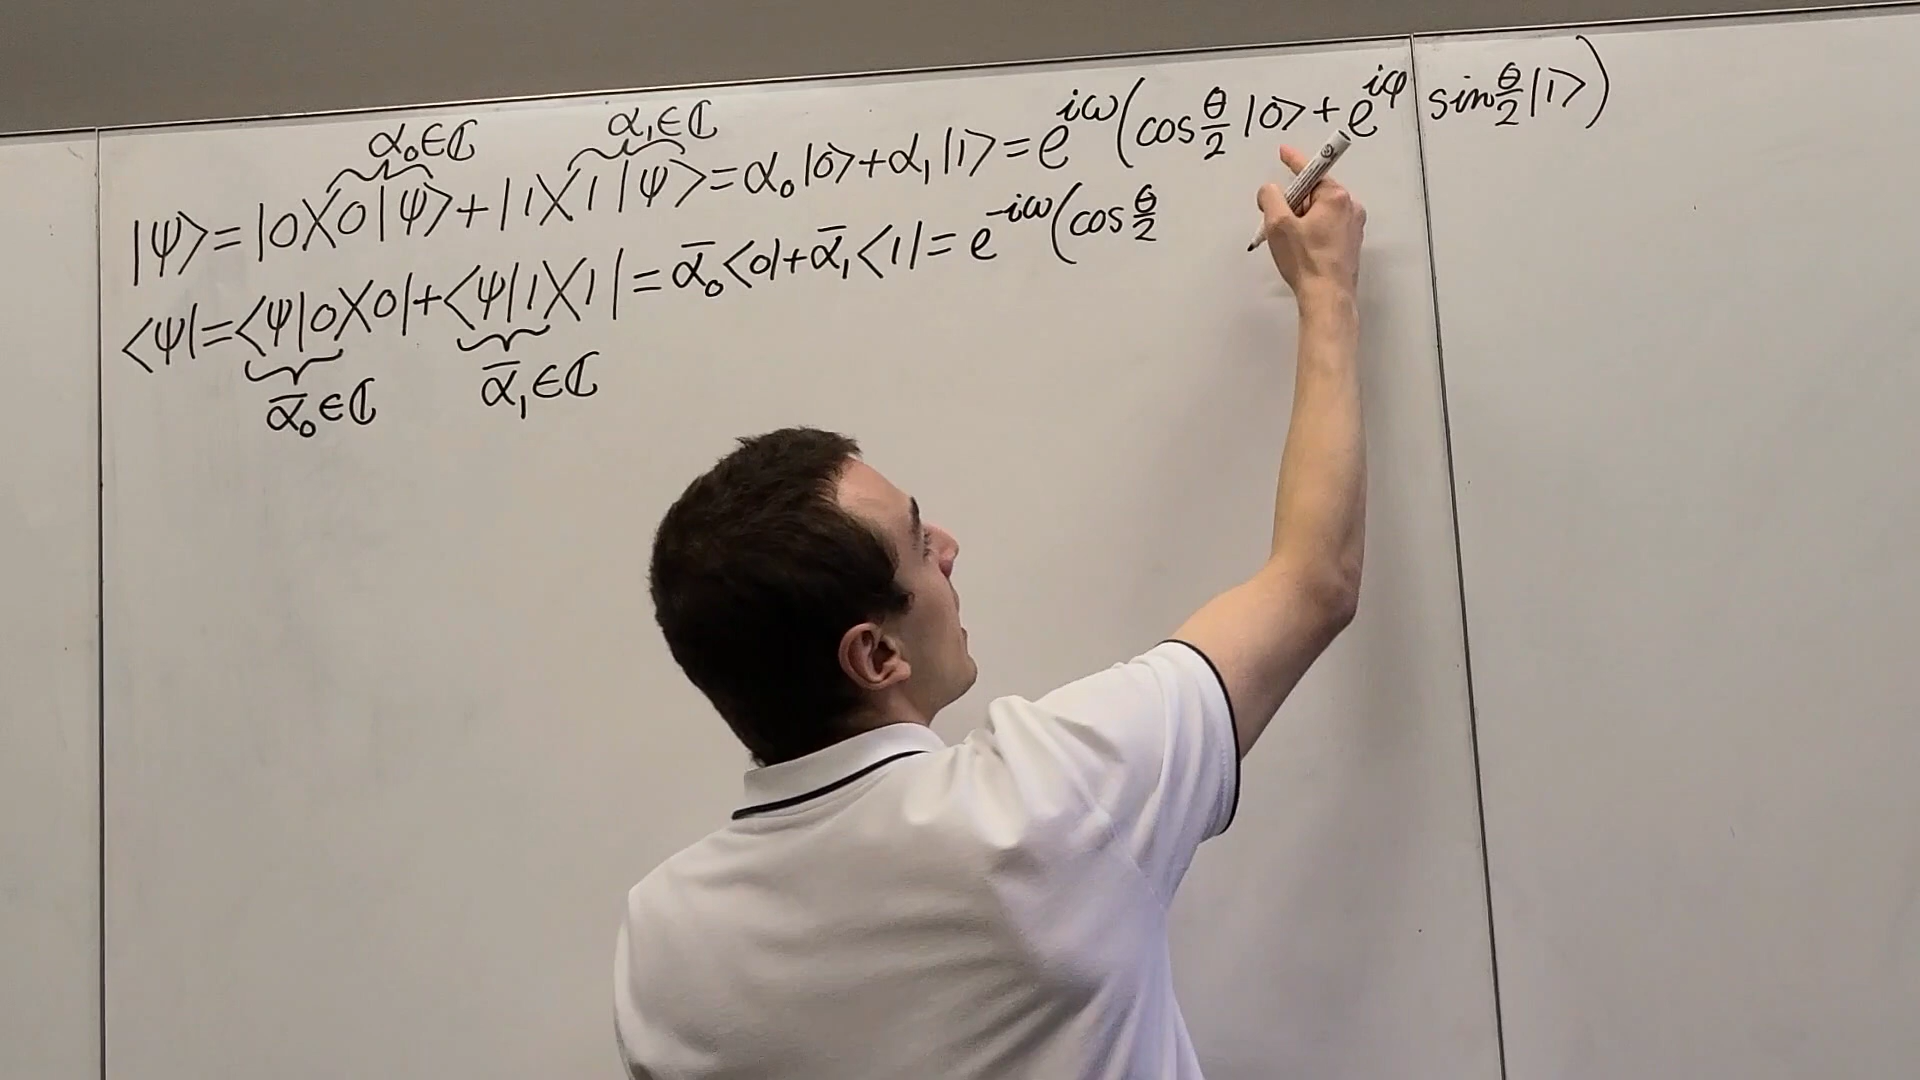 α₀∈ℂ α₁∈ℂ
|ψ⟩=|0⟩⟨0|ψ⟩+|1⟩⟨1|ψ⟩=α₀|0⟩+α₁|1⟩=e^{iω}(cos θ/2 |0⟩+e^{iφ} sin θ/2 |1⟩)
⟨ψ|=⟨ψ|0⟩⟨0|+⟨ψ|1⟩⟨1|=ᾱ₀⟨0|+ᾱ₁⟨1|=e^{-iω}(cos θ/2
ᾱ₀∈ℂ ᾱ₁∈ℂ